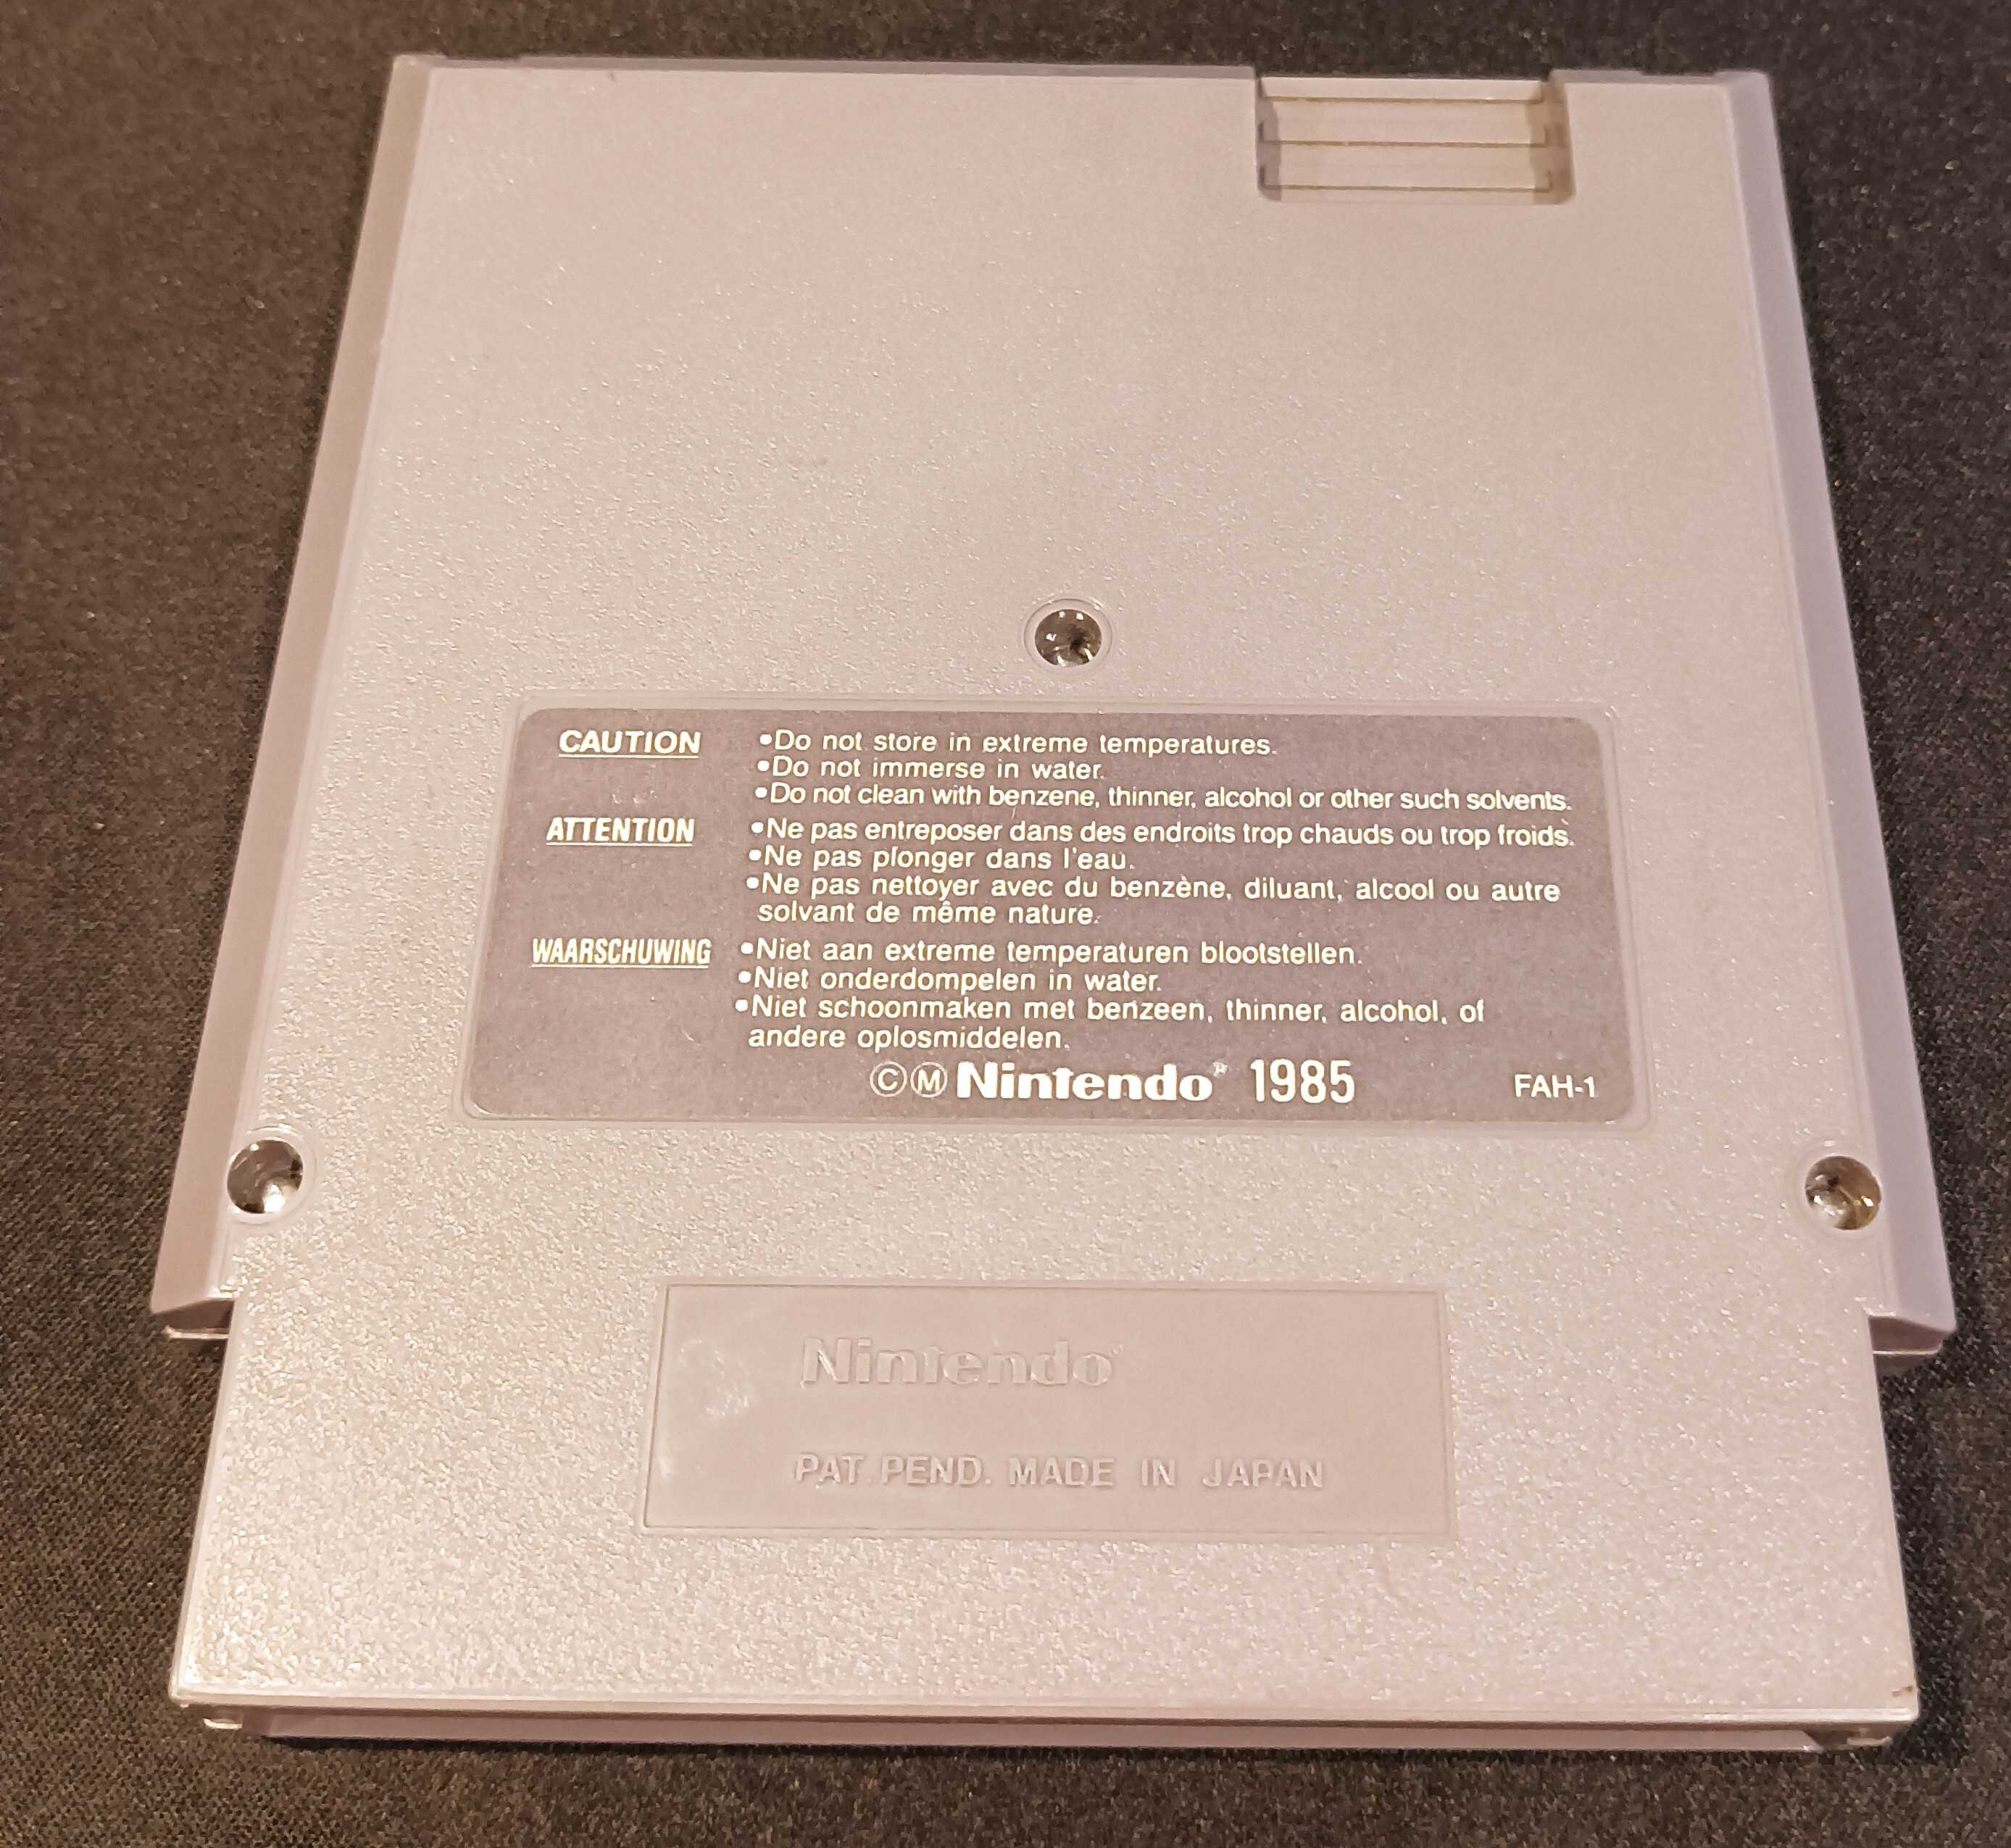 CAUTION •Do not store in extreme temperatures.
•Do not immerse in water.
•Do not clean with benzene, thinner, alcohol or other such solvents.
ATTENTION •Ne pas entreposer dans des endroits trop chauds ou trop froids.
•Ne pas plonger dans l'eau.
•Ne pas nettoyer avec du benzène, diluant, alcool ou autre
solvant de même nature.
WAARSCHUWING •Niet aan extreme temperaturen blootstellen.
•Niet onderdompelen in water.
•Niet schoonmaken met benzeen, thinner, alcohol, of
andere oplosmiddelen.
©Ⓜ Nintendo® 1985 FAH-1
Nintendo®
PAT. PEND. MADE IN JAPAN